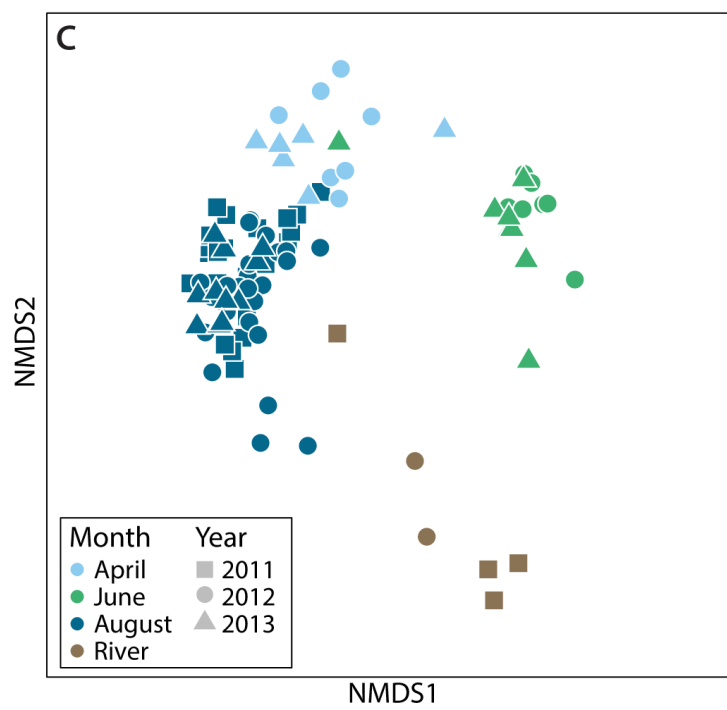 C
NMDS2
Month Year
April 2011
June 2012
August 2013
River
NMDS1